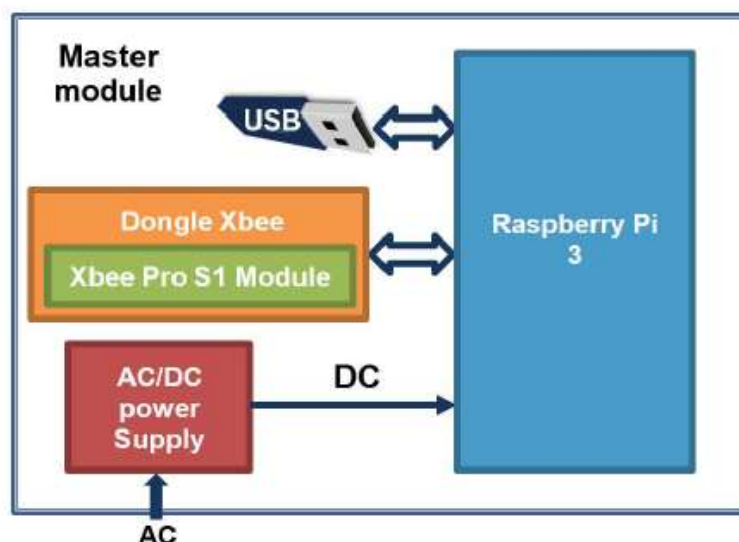 Master
module
USB
Dongle Xbee
Xbee Pro S1 Module
Raspberry Pi
3
AC/DC
power
Supply
DC
AC